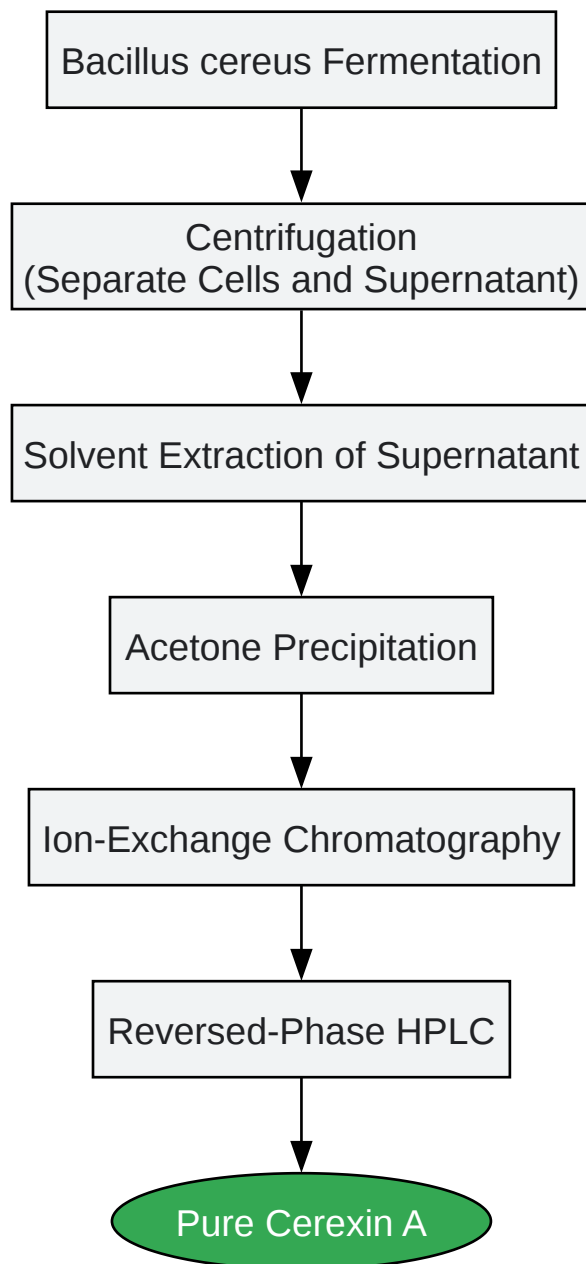 Bacillus cereus Fermentation
Centrifugation
(Separate Cells and Supernatant)
Solvent Extraction of Supernatant
Acetone Precipitation
Ion-Exchange Chromatography
Reversed-Phase HPLC
Pure Cerexin A